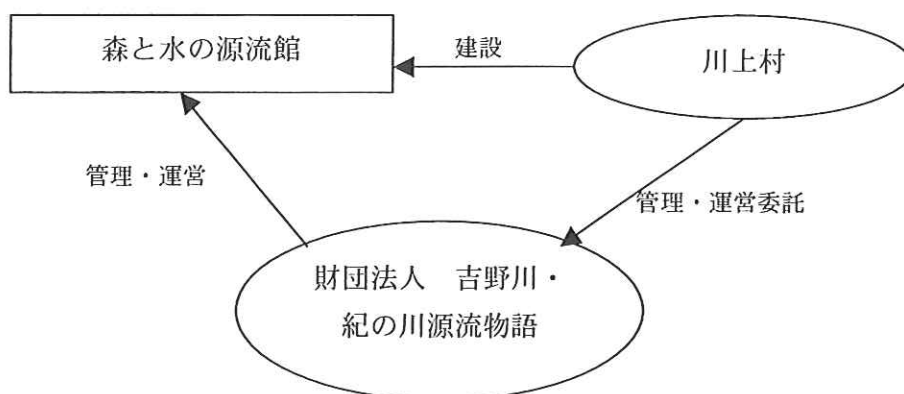 森と水の源流館
建設
川上村
管理・運営
管理・運営委託
財団法人　吉野川・
紀の川源流物語